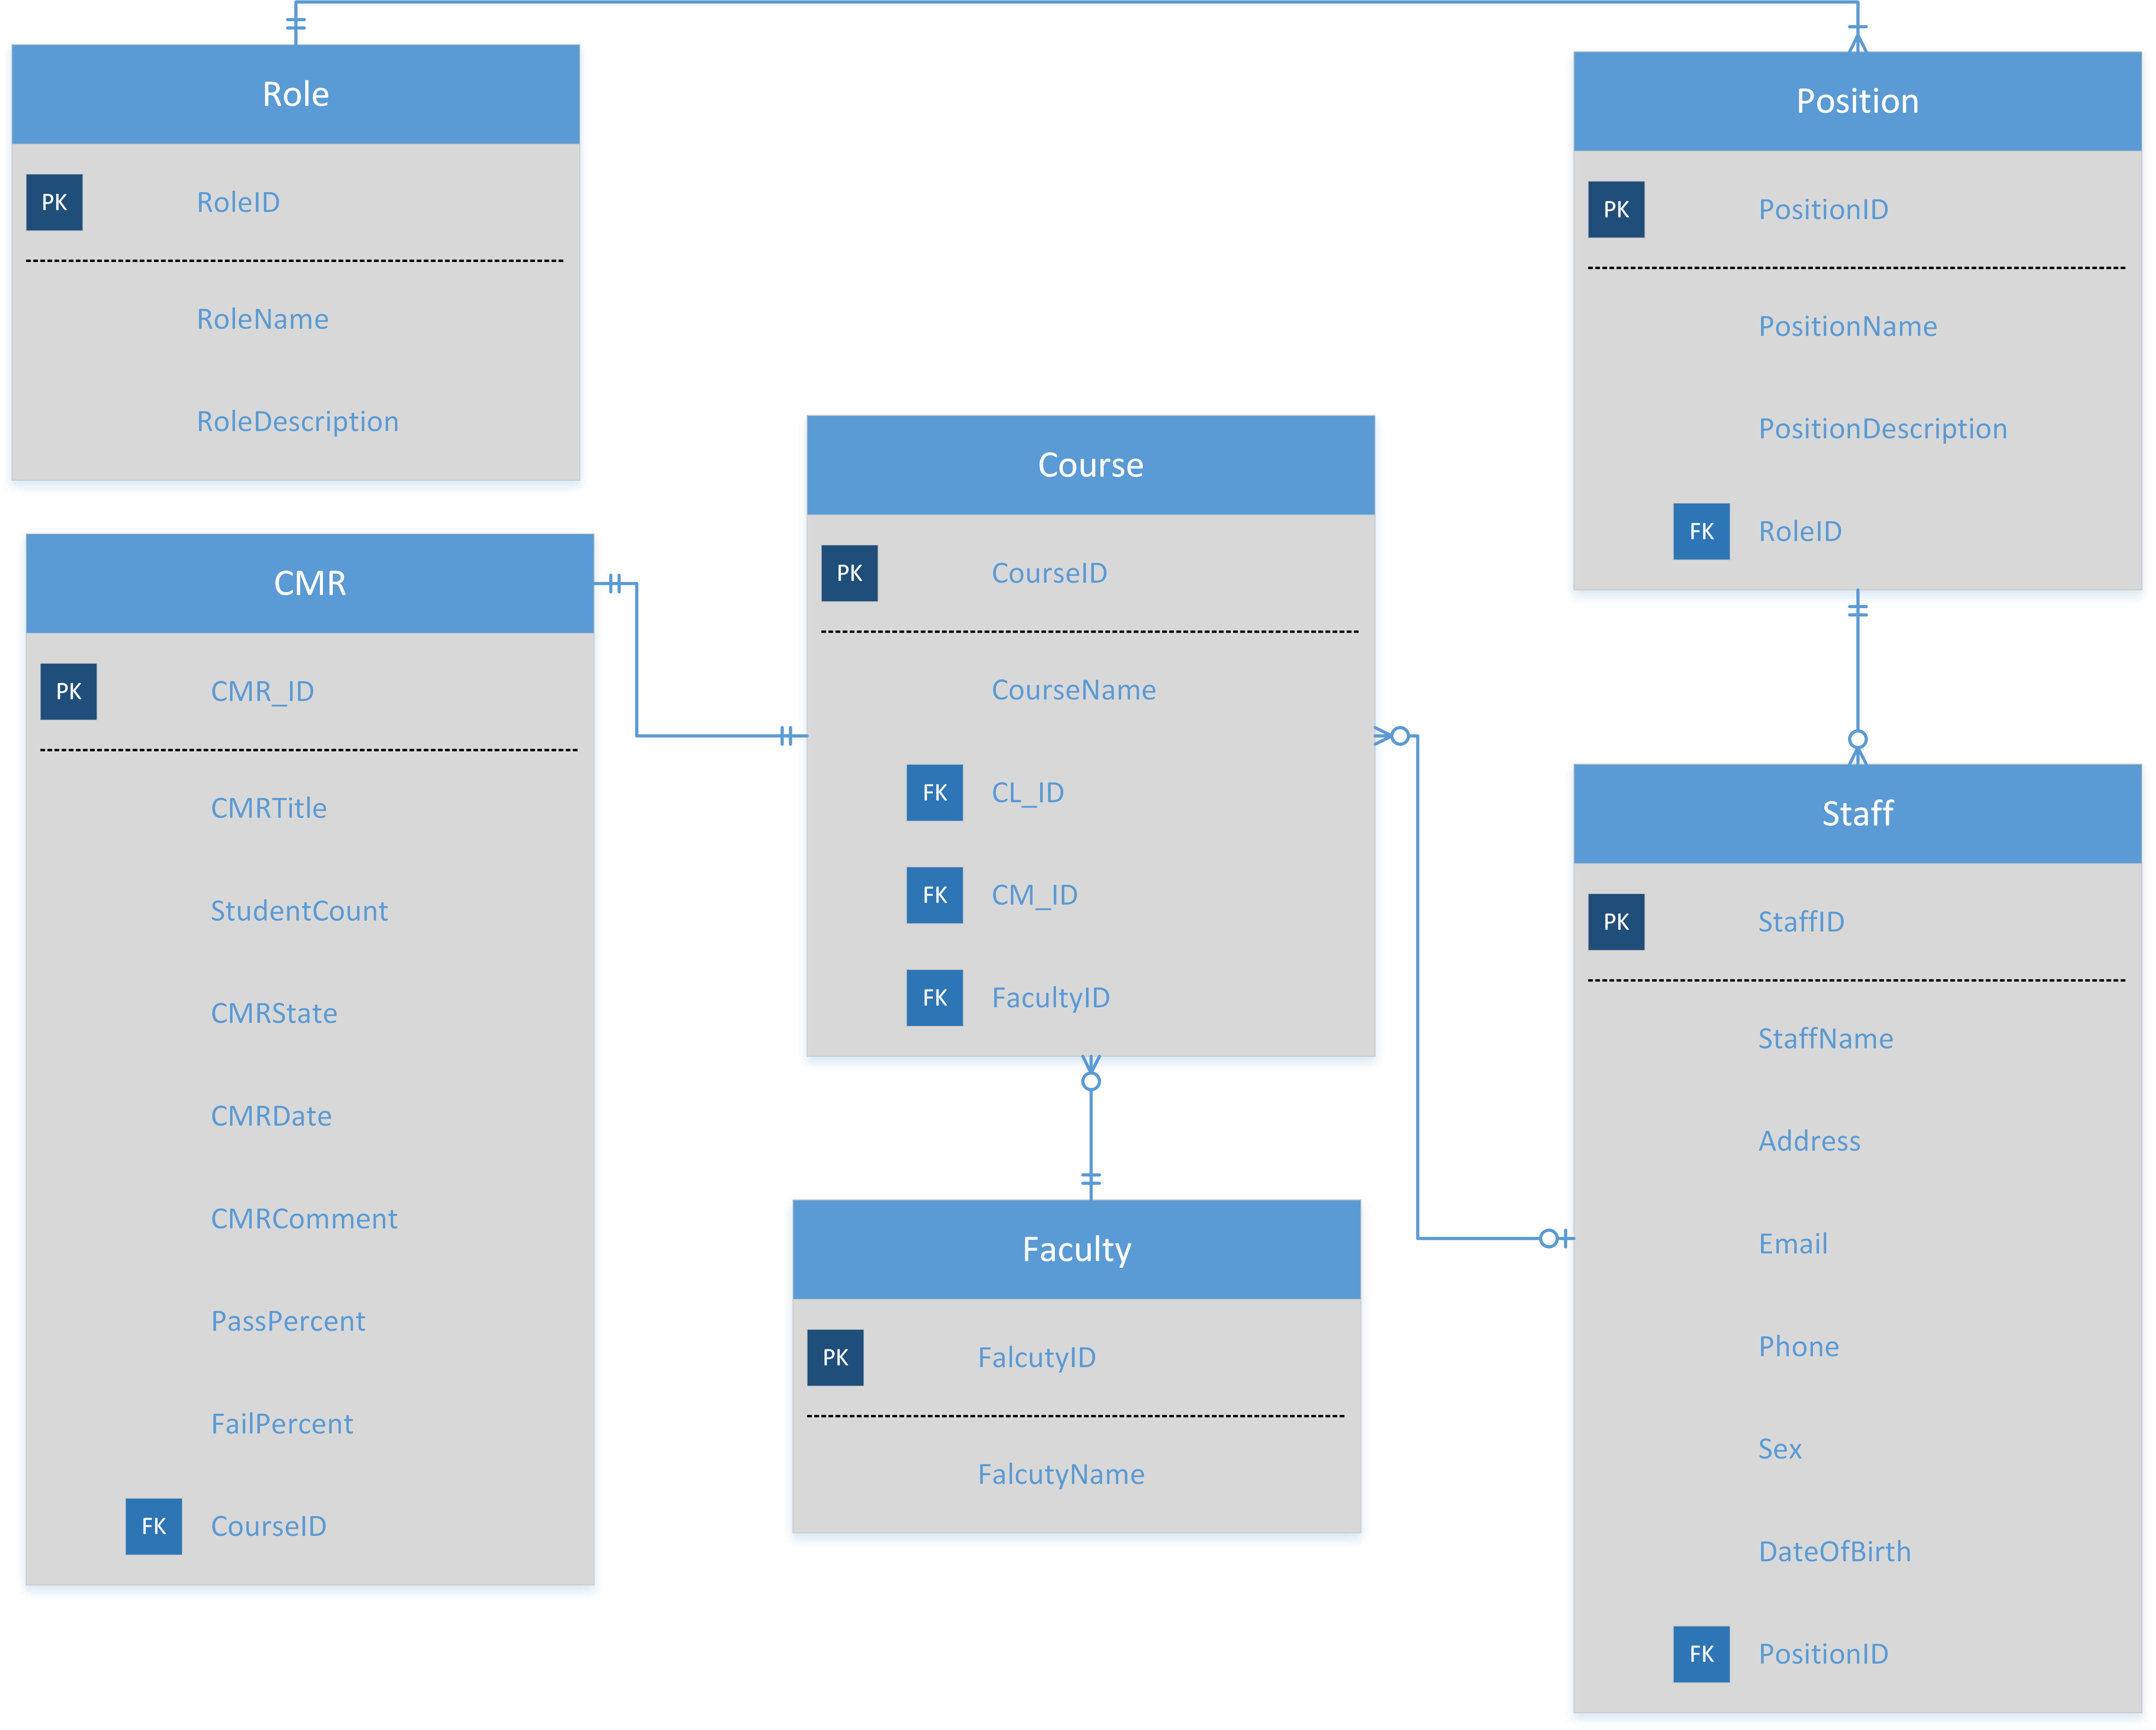 Role
PK RoleID
RoleName
RoleDescription
Position
PK PositionID
PositionName
PositionDescription
FK RoleID
CMR
PK CMR_ID
CMRTitle
StudentCount
CMRState
CMRDate
CMRComment
PassPercent
FailPercent
FK CourseID
Course
PK CourseID
CourseName
FK CL_ID
FK CM_ID
FK FacultyID
Faculty
PK FalcutyID
FalcutyName
Staff
PK StaffID
StaffName
Address
Email
Phone
Sex
DateOfBirth
FK PositionID